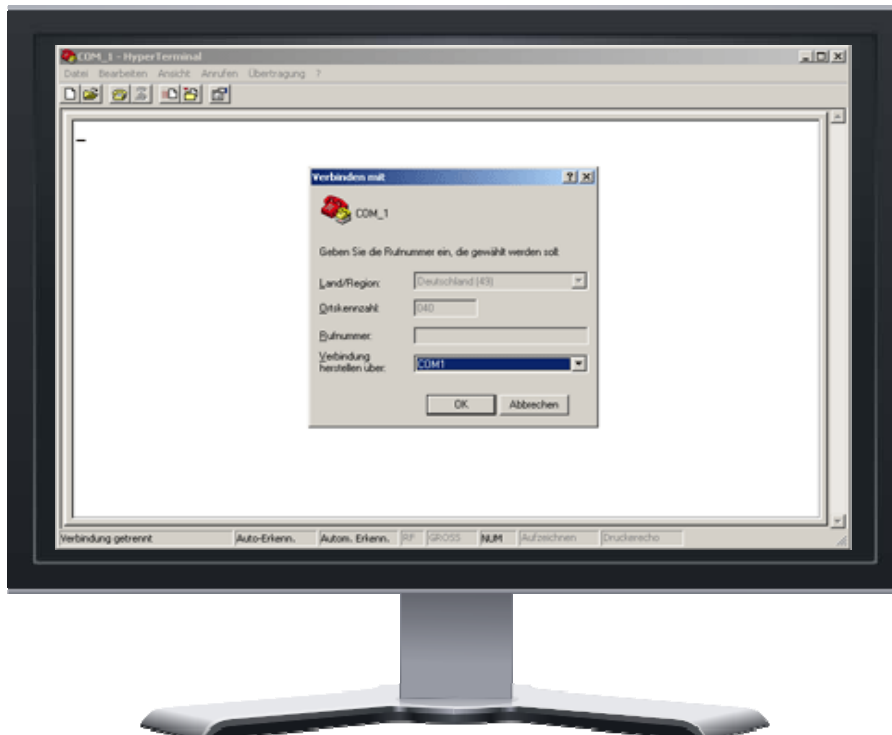 COM_1 - HyperTerminal
Datei Bearbeiten Ansicht Anrufen Übertragung ?
Verbinden mit
COM_1
Geben Sie die Rufnummer ein, die gewählt werden soll:
Land/Region: Deutschland (49)
Ortskennzahl: 040
Rufnummer:
Verbindung
herstellen über: COM1
OK Abbrechen
Verbindung getrennt Auto-Erkenn. Autom. Erkenn. RF GROSS NUM Aufzeichnen Druckerecho